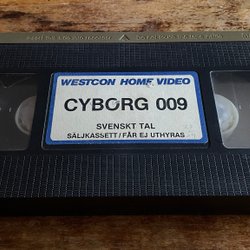 WESTCON HOME VIDEO
CYBORG 009
SVENSKT TAL
SÄLJKASSETT/FÅR EJ UTHYRAS